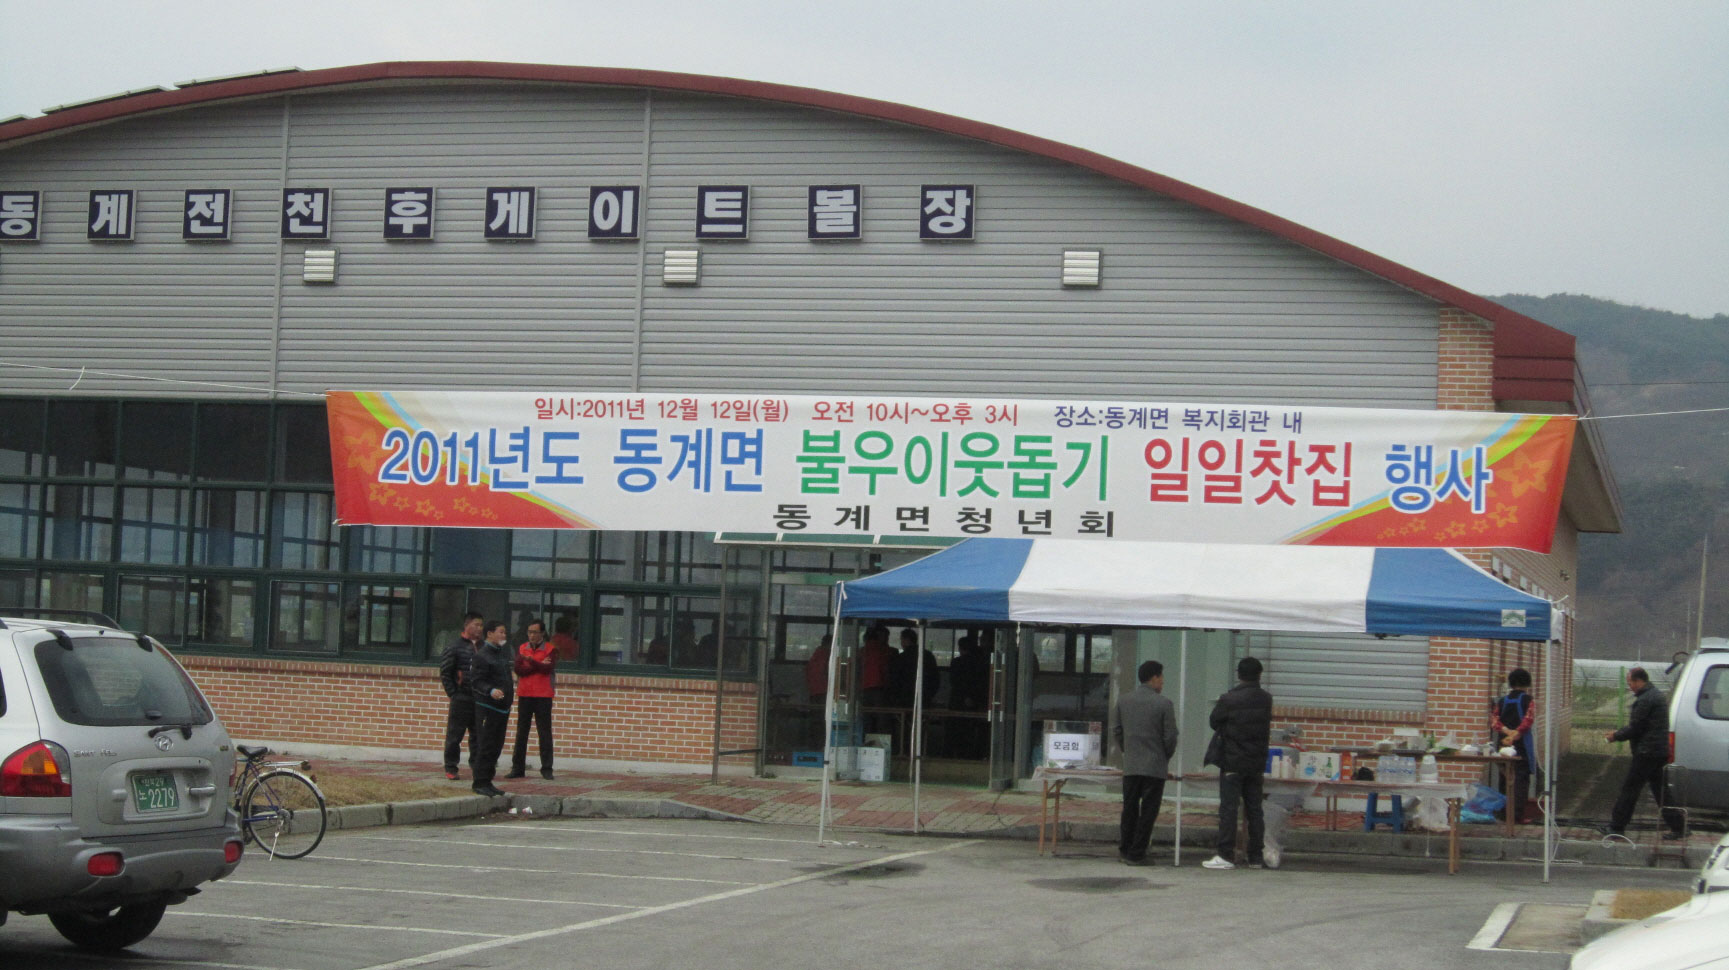 동계전천후게이트볼장
일시:2011년 12월 12일(월) 오전 10시~오후 3시 장소:동계면 복지회관 내
2011년도 동계면 불우이웃돕기 일일찻집 행사
동계면청년회
모금함
노 2279